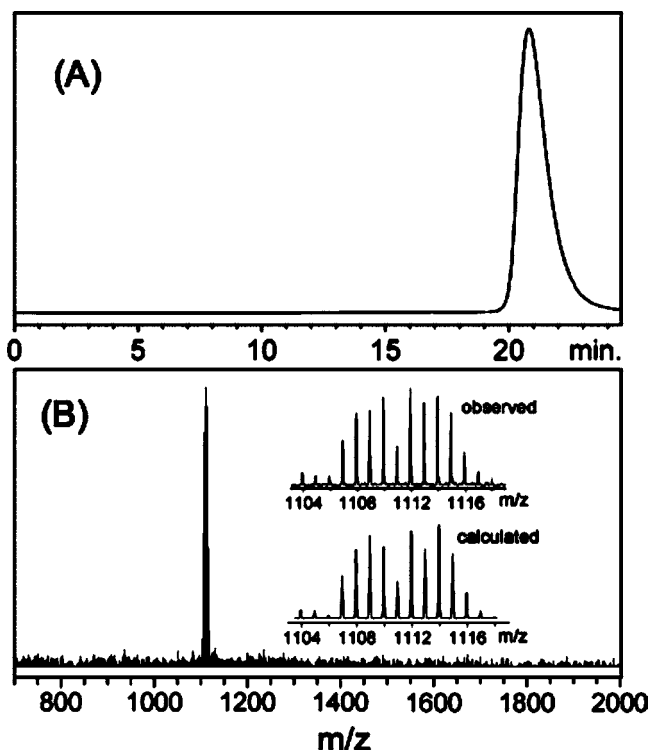 (A)
0 5 10 15 20 min.
(B)
observed
1104 1108 1112 1116 m/z
calculated
1104 1108 1112 1116 m/z
800 1000 1200 1400 1600 1800 2000
m/z